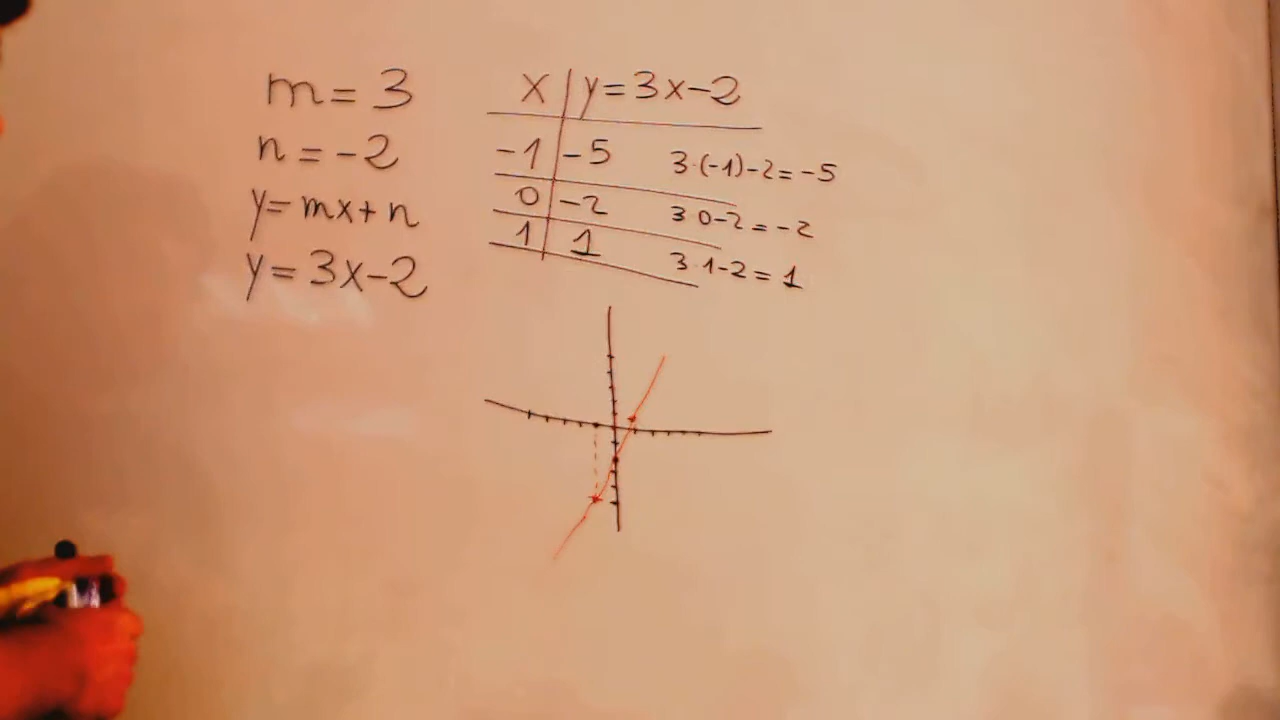 m = 3
n = -2
y = mx + n
y = 3x - 2
x | y = 3x - 2
-1 | -5 3·(-1) - 2 = -5
0 | -2 3 0 - 2 = -2
1 | 1 3·1 - 2 = 1